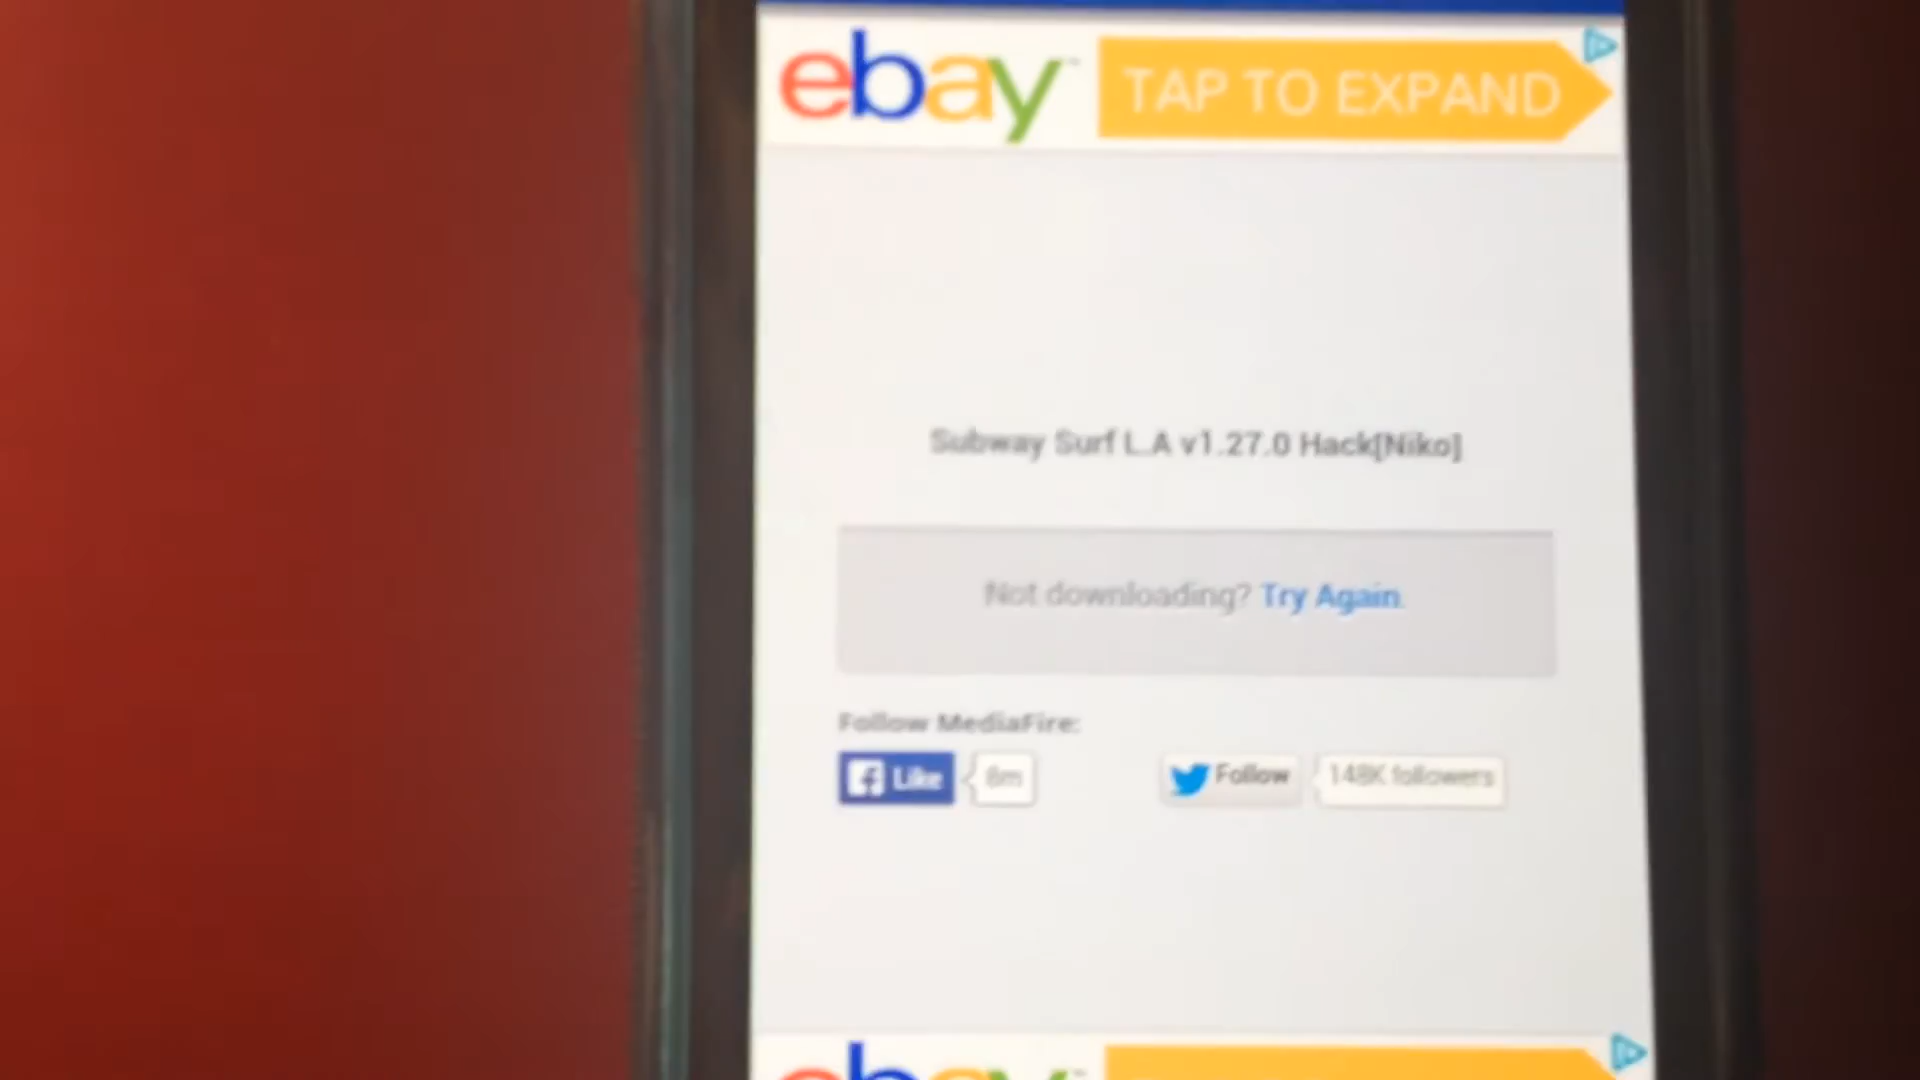 ebay™ TAP TO EXPAND
Subway Surf L.A v1.27.0 Hack[Niko]
Not downloading? Try Again.
Follow MediaFire:
Like 6m Follow 148K followers
ebay